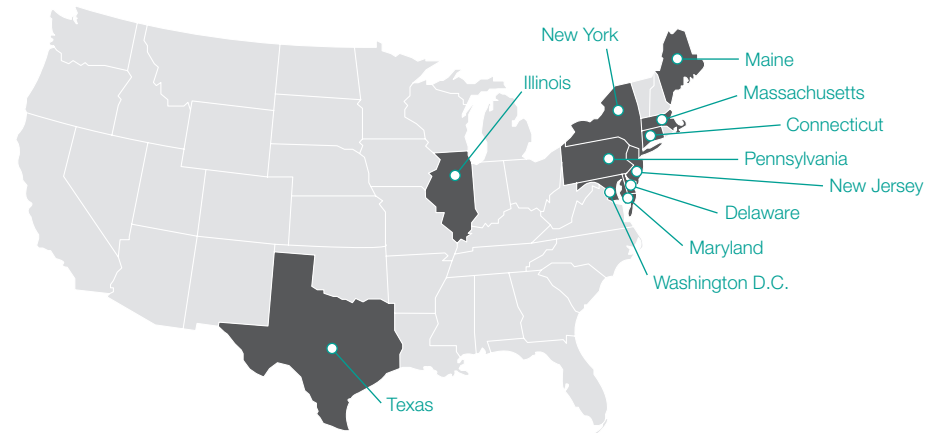 New York
Maine
Illinois
Massachusetts
Connecticut
Pennsylvania
New Jersey
Delaware
Maryland
Washington D.C.
Texas